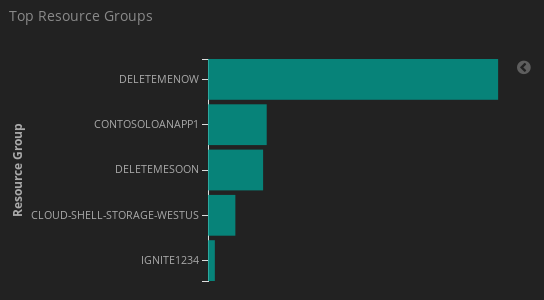 Top Resource Groups
DELETEMENOW
CONTOSOLOANAPP1
DELETEMESOON
CLOUD-SHELL-STORAGE-WESTUS
IGNITE1234
Resource Group